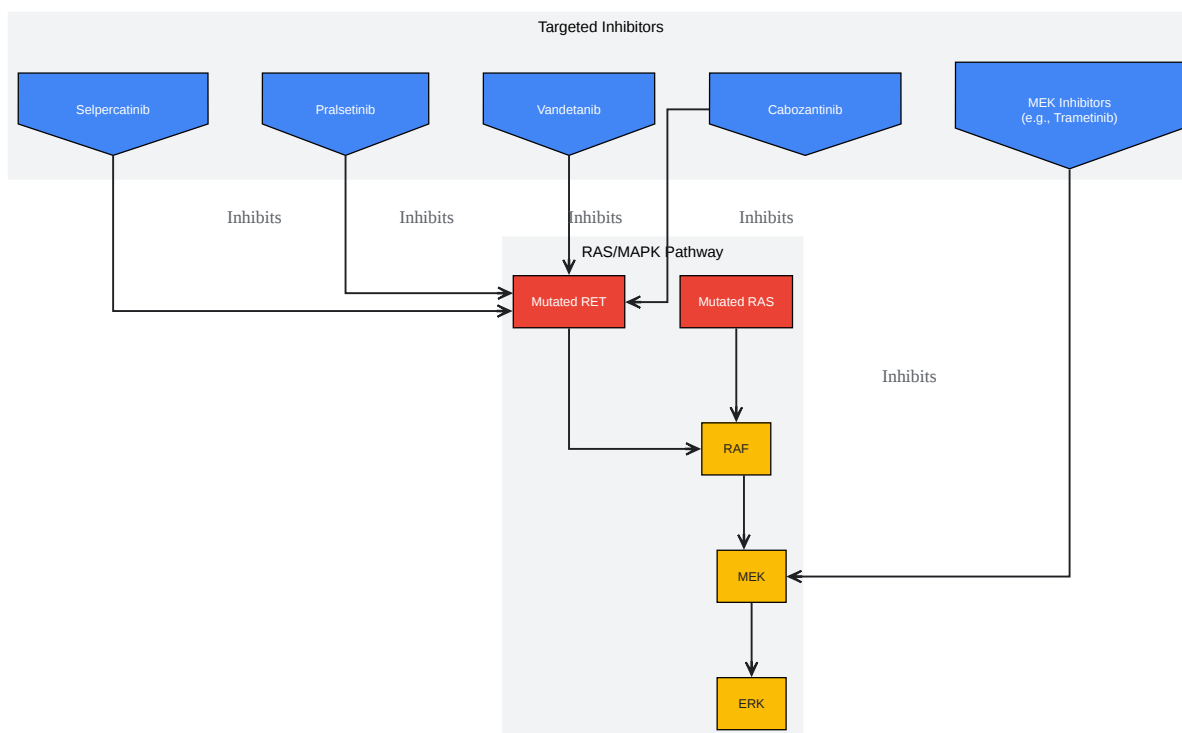 Targeted Inhibitors
Selpercatinib
Pralsetinib
Vandetanib
Cabozantinib
MEK Inhibitors
(e.g., Trametinib)
Inhibits
Inhibits
Inhibits
Inhibits
RAS/MAPK Pathway
Mutated RET
Mutated RAS
Inhibits
RAF
MEK
ERK